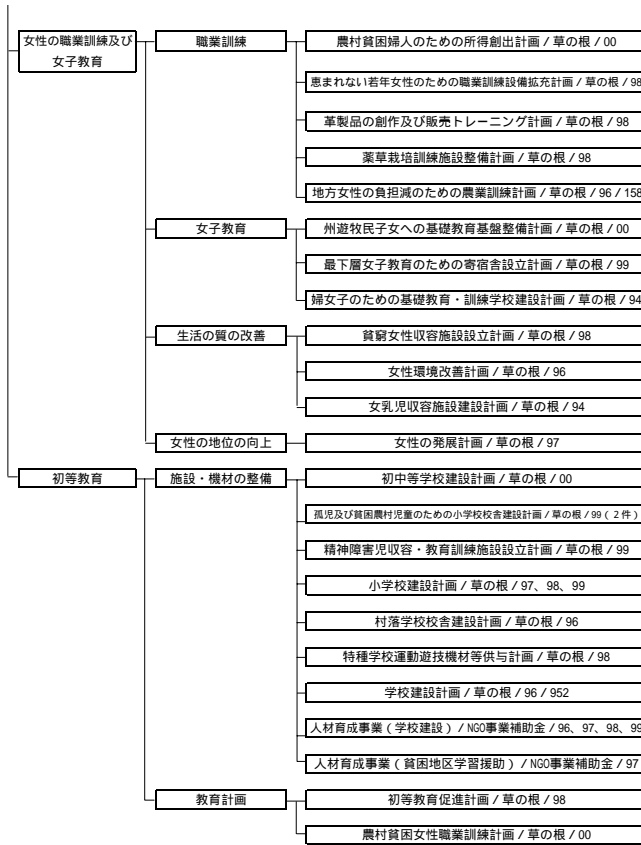 女性の職業訓練及び
女子教育
職業訓練
農村貧困婦人のための所得創出計画 / 草の根 / 00
恵まれない若年女性のための職業訓練設備拡充計画 / 草の根 / 98
革製品の創作及び販売トレーニング計画 / 草の根 / 98
薬草栽培訓練施設整備計画 / 草の根 / 98
地方女性の負担減のための農業訓練計画 / 草の根 / 96 / 158
女子教育
州遊牧民子女への基礎教育基盤整備計画 / 草の根 / 00
最下層女子教育のための寄宿舎設立計画 / 草の根 / 99
婦女子のための基礎教育・訓練学校建設計画 / 草の根 / 94
生活の質の改善
貧窮女性収容施設設立計画 / 草の根 / 98
女性環境改善計画 / 草の根 / 96
女乳児収容施設建設計画 / 草の根 / 94
女性の地位の向上
女性の発展計画 / 草の根 / 97
初等教育
施設・機材の整備
初中等学校建設計画 / 草の根 / 00
孤児及び貧困農村児童のための小学校校舎建設計画 / 草の根 / 99 ( 2 件 )
精神障害児収容・教育訓練施設設立計画 / 草の根 / 99
小学校建設計画 / 草の根 / 97、98、99
村落学校校舎建設計画 / 草の根 / 96
特種学校運動遊技機材等供与計画 / 草の根 / 98
学校建設計画 / 草の根 / 96 / 952
人材育成事業 ( 学校建設 ) / NGO事業補助金 / 96、97、98、99
人材育成事業 ( 貧困地区学習援助 ) / NGO事業補助金 / 97
教育計画
初等教育促進計画 / 草の根 / 98
農村貧困女性職業訓練計画 / 草の根 / 00